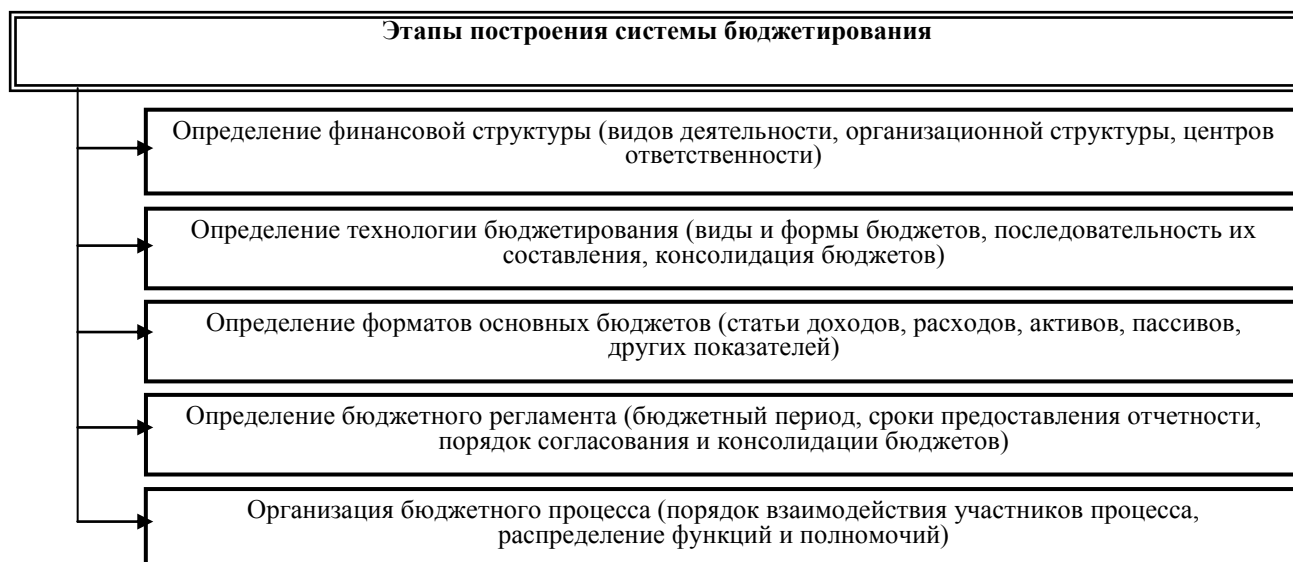 Этапы построения системы бюджетирования
Определение финансовой структуры (видов деятельности, организационной структуры, центров
ответственности)
Определение технологии бюджетирования (виды и формы бюджетов, последовательность их
составления, консолидация бюджетов)
Определение форматов основных бюджетов (статьи доходов, расходов, активов, пассивов,
других показателей)
Определение бюджетного регламента (бюджетный период, сроки предоставления отчетности,
порядок согласования и консолидации бюджетов)
Организация бюджетного процесса (порядок взаимодействия участников процесса,
распределение функций и полномочий)